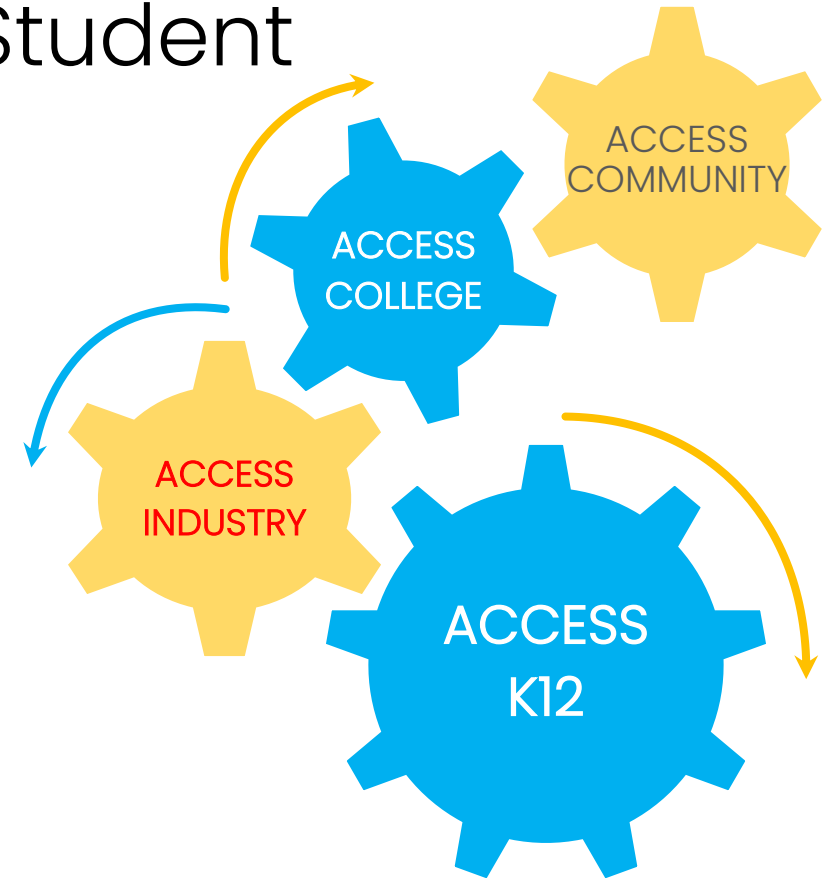 Student
ACCESS
COMMUNITY
ACCESS
COLLEGE
ACCESS
INDUSTRY
ACCESS
K12